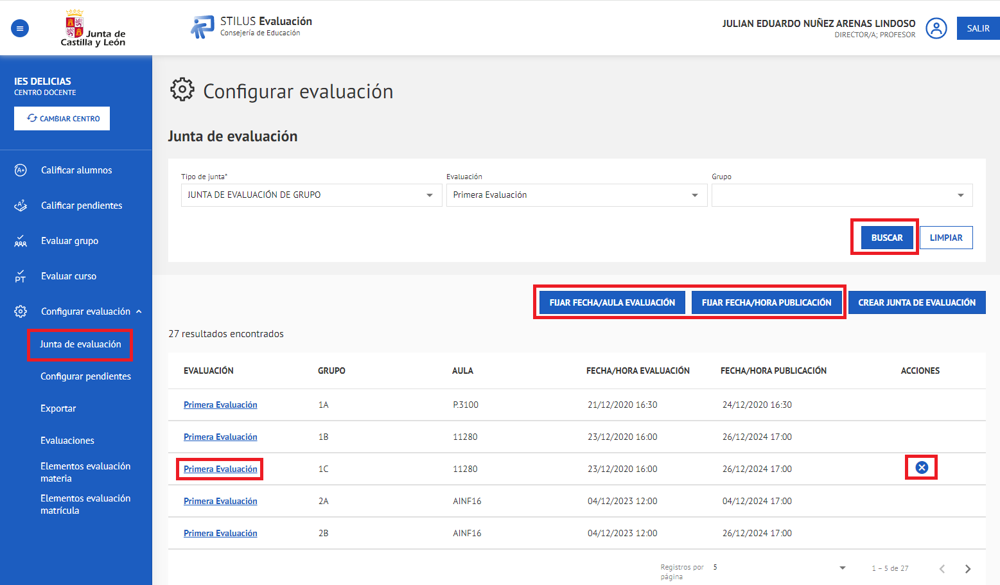 Junta de
Castilla y León
STILUS Evaluación
Consejería de Educación
JULIAN EDUARDO NUÑEZ ARENAS LINDOSO
DIRECTOR/A; PROFESOR
SALIR
IES DELICIAS
CENTRO DOCENTE
CAMBIAR CENTRO
A+ Calificar alumnos
A? Calificar pendientes
Evaluar grupo
PT Evaluar curso
Configurar evaluación
Junta de evaluación
Configurar pendientes
Exportar
Evaluaciones
Elementos evaluación
materia
Elementos evaluación
matrícula
Configurar evaluación
Junta de evaluación
Tipo de junta* Evaluación Grupo
JUNTA DE EVALUACIÓN DE GRUPO Primera Evaluación
BUSCAR LIMPIAR
FIJAR FECHA/AULA EVALUACIÓN FIJAR FECHA/HORA PUBLICACIÓN CREAR JUNTA DE EVALUACIÓN
27 resultados encontrados
EVALUACIÓN GRUPO AULA FECHA/HORA EVALUACIÓN FECHA/HORA PUBLICACIÓN ACCIONES
Primera Evaluación 1A P.3100 21/12/2020 16:30 24/12/2020 16:30
Primera Evaluación 1B 11280 23/12/2020 16:00 26/12/2024 17:00
Primera Evaluación 1C 11280 23/12/2020 16:00 26/12/2024 17:00
Primera Evaluación 2A AINF16 04/12/2023 12:00 04/12/2024 17:00
Primera Evaluación 2B AINF16 04/12/2023 12:00 26/12/2024 17:00
Registros por
página 5 1 – 5 de 27